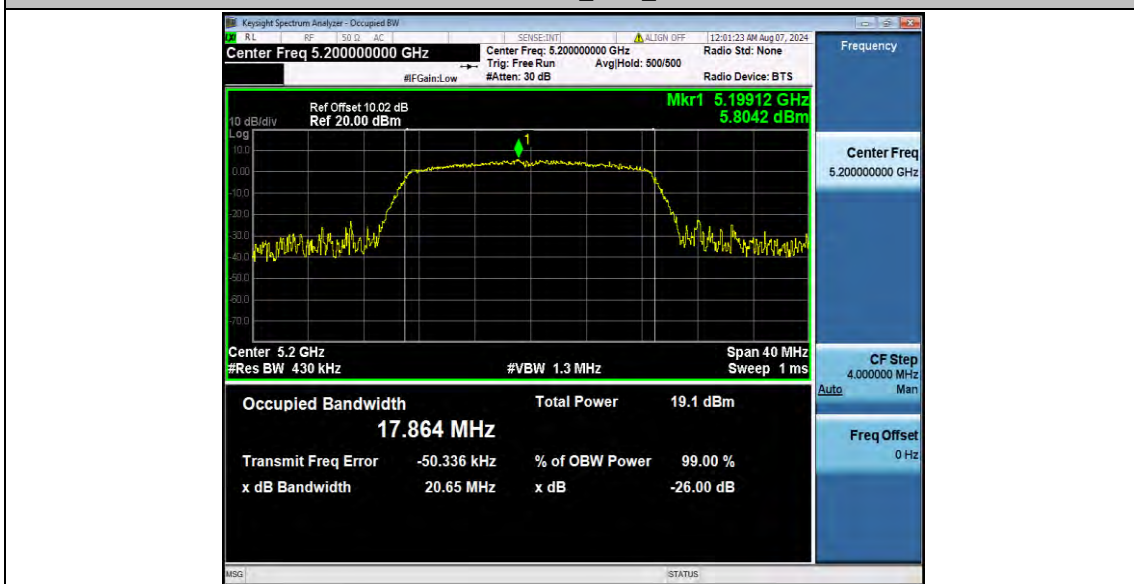 Keysight Spectrum Analyzer - Occupied BW
RL RF 50 Ω AC SENSE:INT ALIGN OFF 12:01:23 AM Aug 07, 2024
Center Freq 5.200000000 GHz
Center Freq: 5.200000000 GHz Radio Std: None
Trig: Free Run Avg|Hold: 500/500
#IFGain:Low #Atten: 30 dB Radio Device: BTS
Frequency
Mkr1 5.19912 GHz
5.8042 dBm
Ref Offset 10.02 dB
10 dB/div Ref 20.00 dBm
Log
10.0
0.00
-10.0
-20.0
-30.0
-40.0
-50.0
-60.0
-70.0
1
Center 5.2 GHz Span 40 MHz
#Res BW 430 kHz #VBW 1.3 MHz Sweep 1 ms
Center Freq
5.200000000 GHz
CF Step
4.000000 MHz
Auto Man
Freq Offset
0 Hz
Occupied Bandwidth Total Power 19.1 dBm
17.864 MHz
Transmit Freq Error -50.336 kHz % of OBW Power 99.00 %
x dB Bandwidth 20.65 MHz x dB -26.00 dB
MSG STATUS